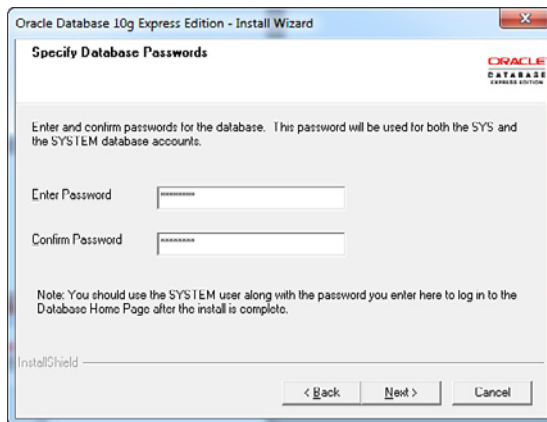 Oracle Database 10g Express Edition - Install Wizard
Specify Database Passwords
ORACLE
DATABASE
EXPRESS EDITION
Enter and confirm passwords for the database. This password will be used for both the SYS and
the SYSTEM database accounts.
Enter Password
********
Confirm Password
********
Note: You should use the SYSTEM user along with the password you enter here to log in to the
Database Home Page after the install is complete.
InstallShield
< Back
Next >
Cancel